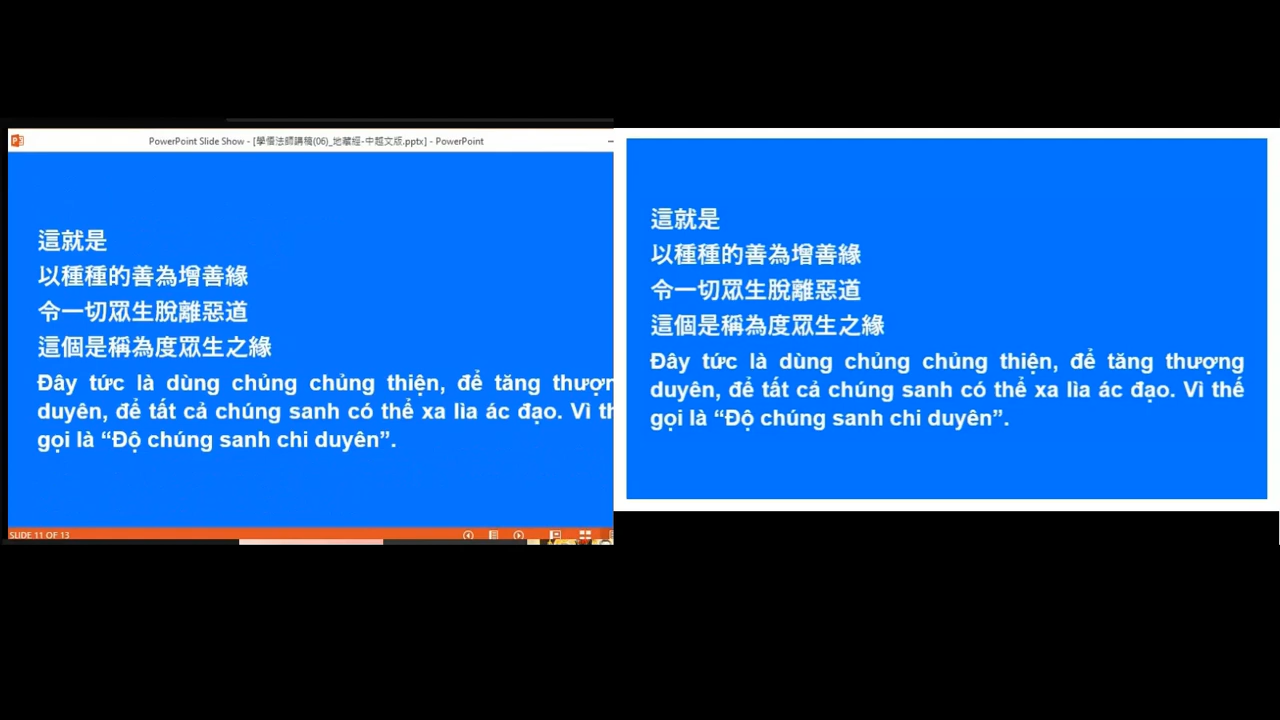 PowerPoint Slide Show - [學儒法師講稿(06)_地藏經-中越文版.pptx] - PowerPoint
這就是
以種種的善為增善緣
令一切眾生脫離惡道
這個是稱為度眾生之緣
Đây tức là dùng chủng chủng thiện, để tăng thượn
duyên, để tất cả chúng sanh có thể xa lìa ác đạo. Vì th
gọi là “Độ chúng sanh chi duyên”.
SLIDE 11 OF 13
這就是
以種種的善為增善緣
令一切眾生脫離惡道
這個是稱為度眾生之緣
Đây tức là dùng chủng chủng thiện, để tăng thượng
duyên, để tất cả chúng sanh có thể xa lìa ác đạo. Vì thế
gọi là “Độ chúng sanh chi duyên”.